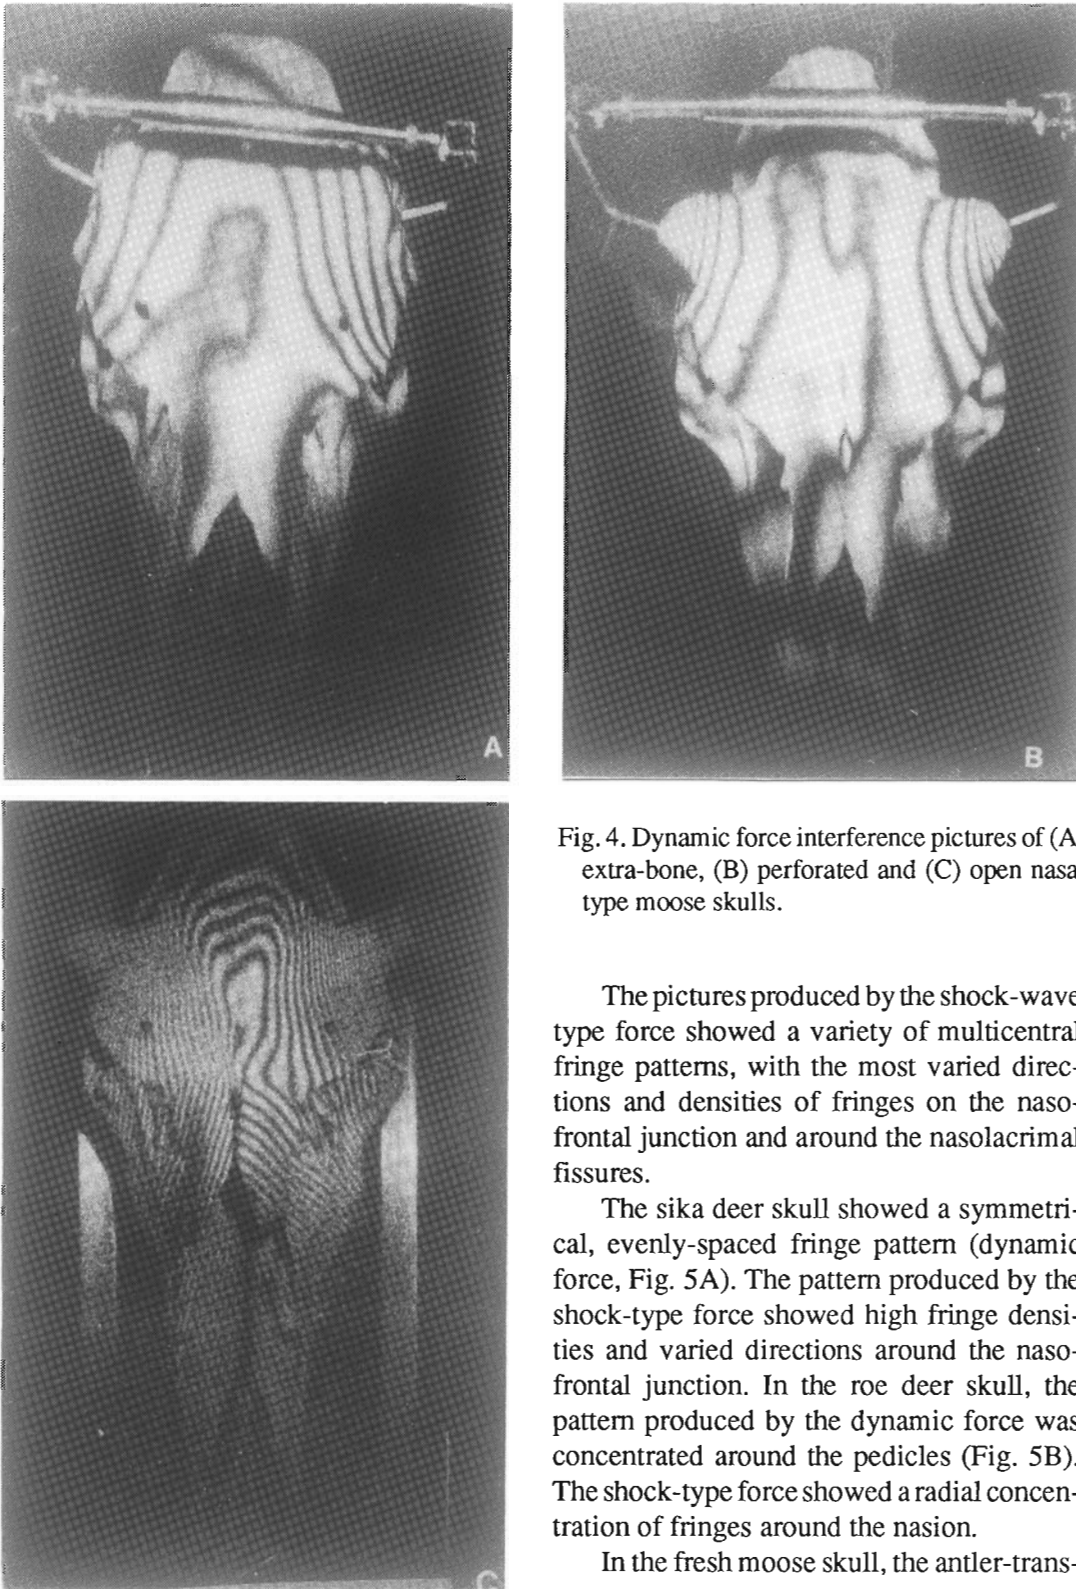 A
B
C
Fig. 4. Dynamic force interference pictures of (A
extra-bone, (B) perforated and (C) open nasa
type moose skulls.
The pictures produced by the shock-wave
type force showed a variety of multicentral
fringe patterns, with the most varied direc-
tions and densities of fringes on the naso-
frontal junction and around the nasolacrimal
fissures.
The sika deer skull showed a symmetri-
cal, evenly-spaced fringe pattern (dynamic
force, Fig. 5A). The pattern produced by the
shock-type force showed high fringe densi-
ties and varied directions around the naso-
frontal junction. In the roe deer skull, the
pattern produced by the dynamic force was
concentrated around the pedicles (Fig. 5B).
The shock-type force showed a radial concen-
tration of fringes around the nasion.
In the fresh moose skull, the antler-trans-